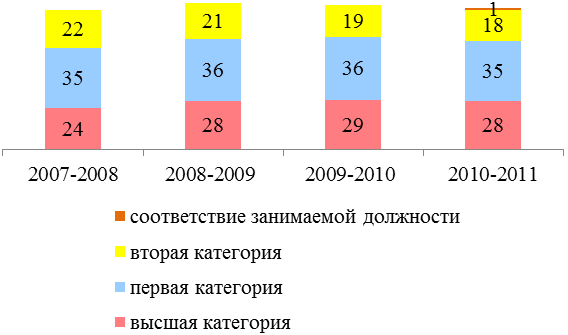 1
22 21 19 18
35 36 36 35
24 28 29 28
2007-2008 2008-2009 2009-2010 2010-2011
соответствие занимаемой должности
вторая категория
первая категория
высшая категория